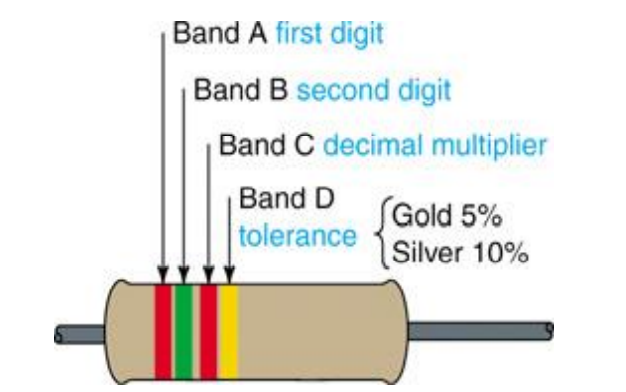 Band A first digit
Band B second digit
Band C decimal multiplier
Band D
tolerance
Gold 5%
Silver 10%